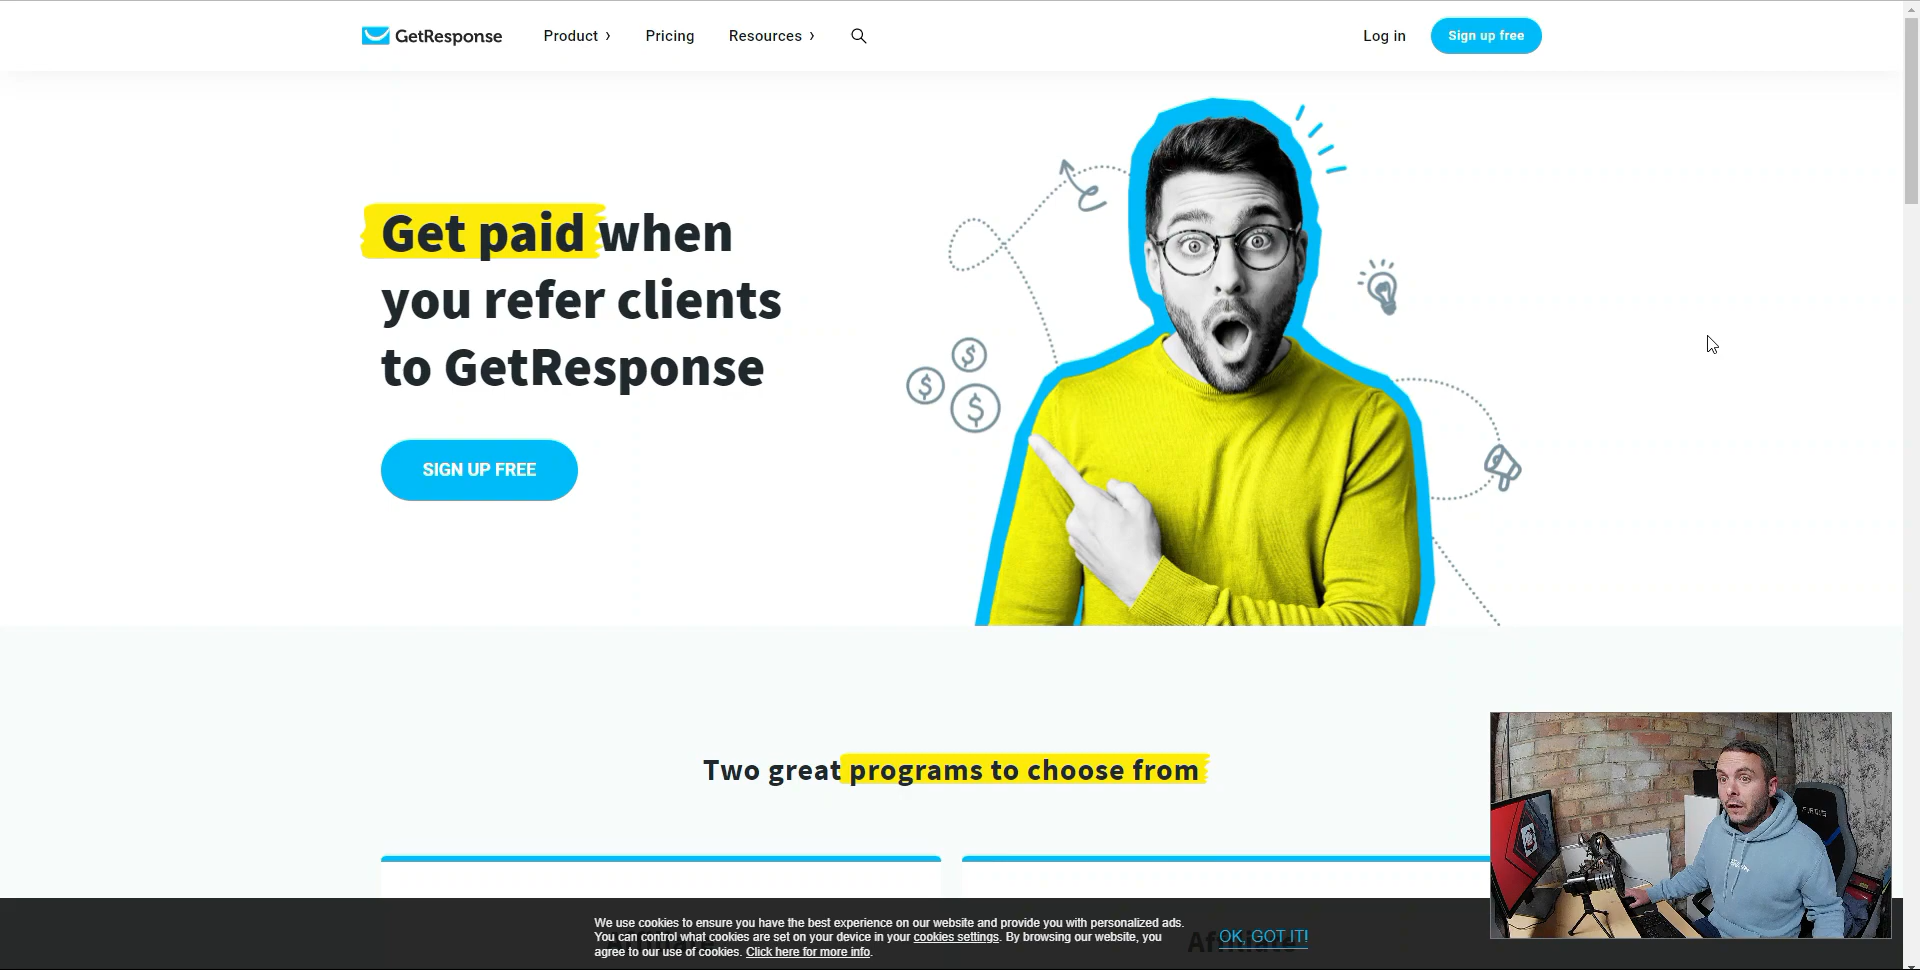 GetResponse
Product
Pricing
Resources
Log in
Sign up free
Get paid when
you refer clients
to GetResponse
SIGN UP FREE
Two great programs to choose from
We use cookies to ensure you have the best experience on our website and provide you with personalized ads.
You can control what cookies are set on your device in your cookies settings. By browsing our website, you
agree to our use of cookies. Click here for more info.
OK, GOT IT!